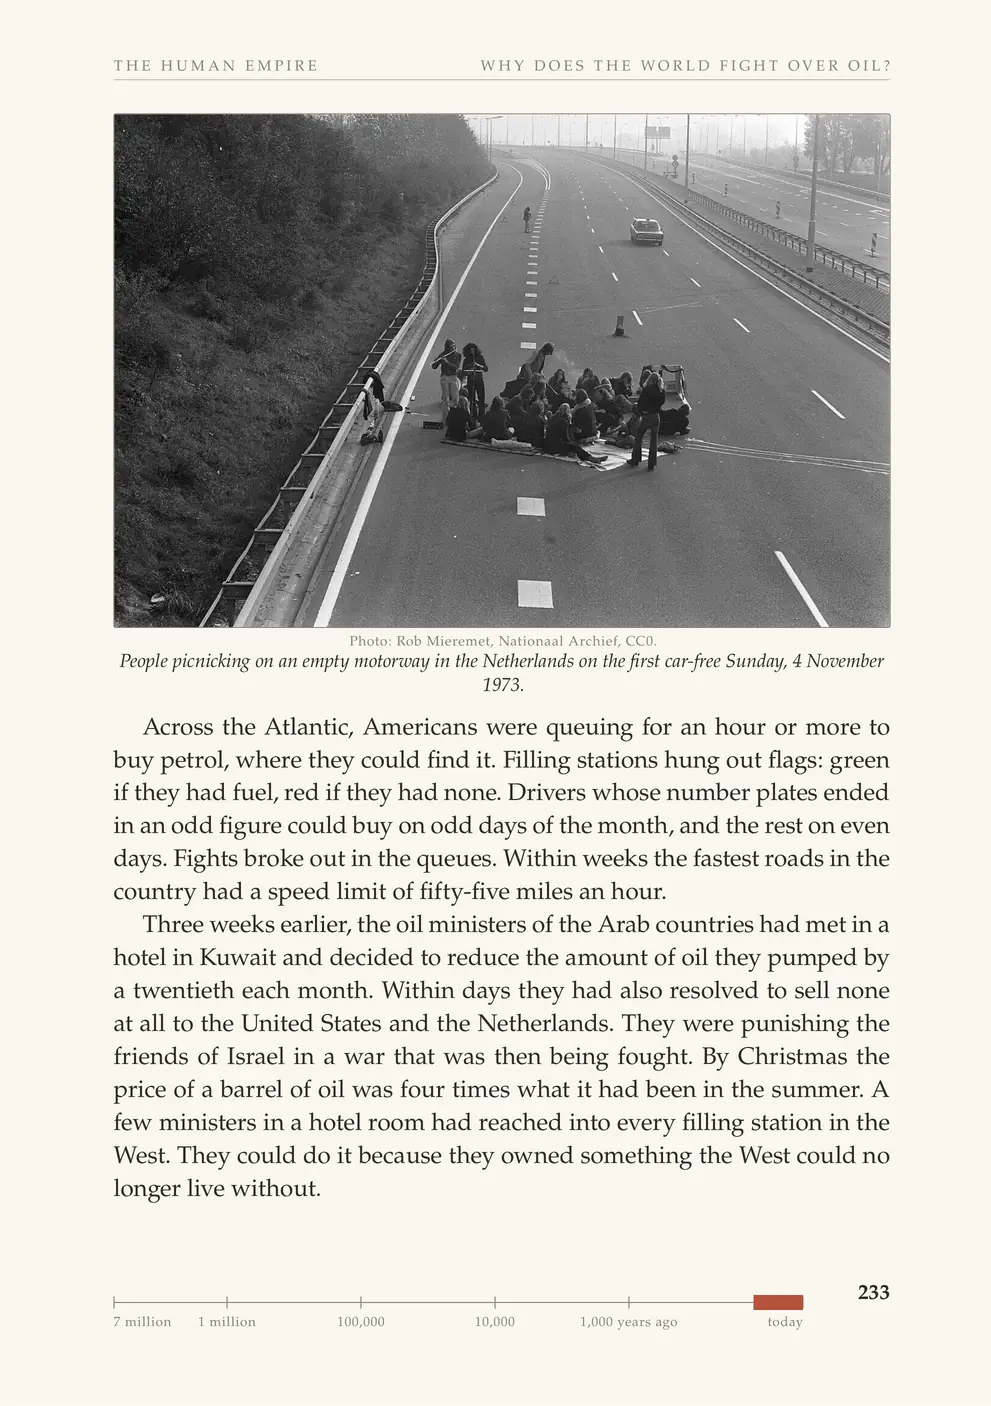 THE HUMAN EMPIRE
WHY DOES THE WORLD FIGHT OVER OIL?
Photo: Rob Mieremet, Nationaal Archief, CC0.
People picnicking on an empty motorway in the Netherlands on the first car-free Sunday, 4 November
1973.
Across the Atlantic, Americans were queuing for an hour or more to
buy petrol, where they could find it. Filling stations hung out flags: green
if they had fuel, red if they had none. Drivers whose number plates ended
in an odd figure could buy on odd days of the month, and the rest on even
days. Fights broke out in the queues. Within weeks the fastest roads in the
country had a speed limit of fifty-five miles an hour.
Three weeks earlier, the oil ministers of the Arab countries had met in a
hotel in Kuwait and decided to reduce the amount of oil they pumped by
a twentieth each month. Within days they had also resolved to sell none
at all to the United States and the Netherlands. They were punishing the
friends of Israel in a war that was then being fought. By Christmas the
price of a barrel of oil was four times what it had been in the summer. A
few ministers in a hotel room had reached into every filling station in the
West. They could do it because they owned something the West could no
longer live without.
233
7 million 1 million 100,000 10,000 1,000 years ago today